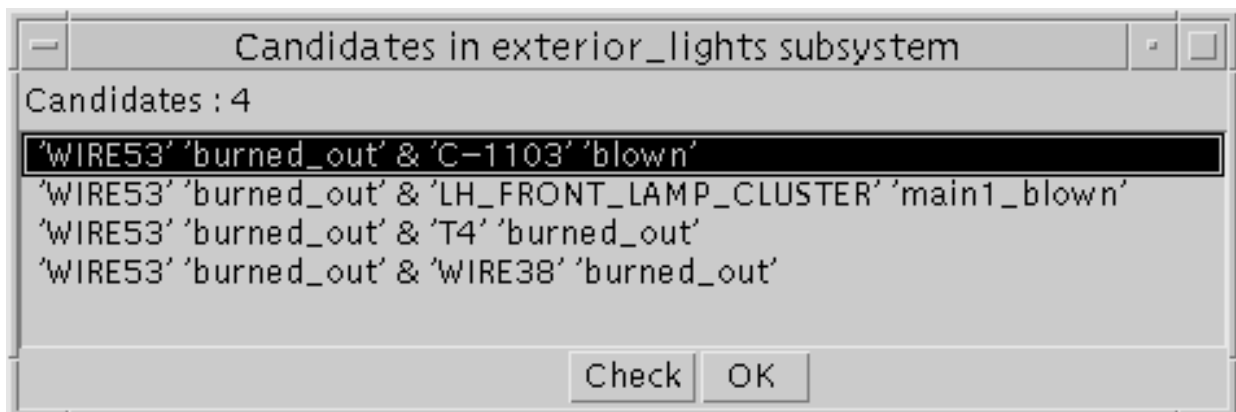 Candidates in exterior_lights subsystem
Candidates : 4
'WIRE53' 'burned_out' & 'C-1103' 'blown'
'WIRE53' 'burned_out' & 'LH_FRONT_LAMP_CLUSTER' 'main1_blown'
'WIRE53' 'burned_out' & 'T4' 'burned_out'
'WIRE53' 'burned_out' & 'WIRE38' 'burned_out'
Check OK